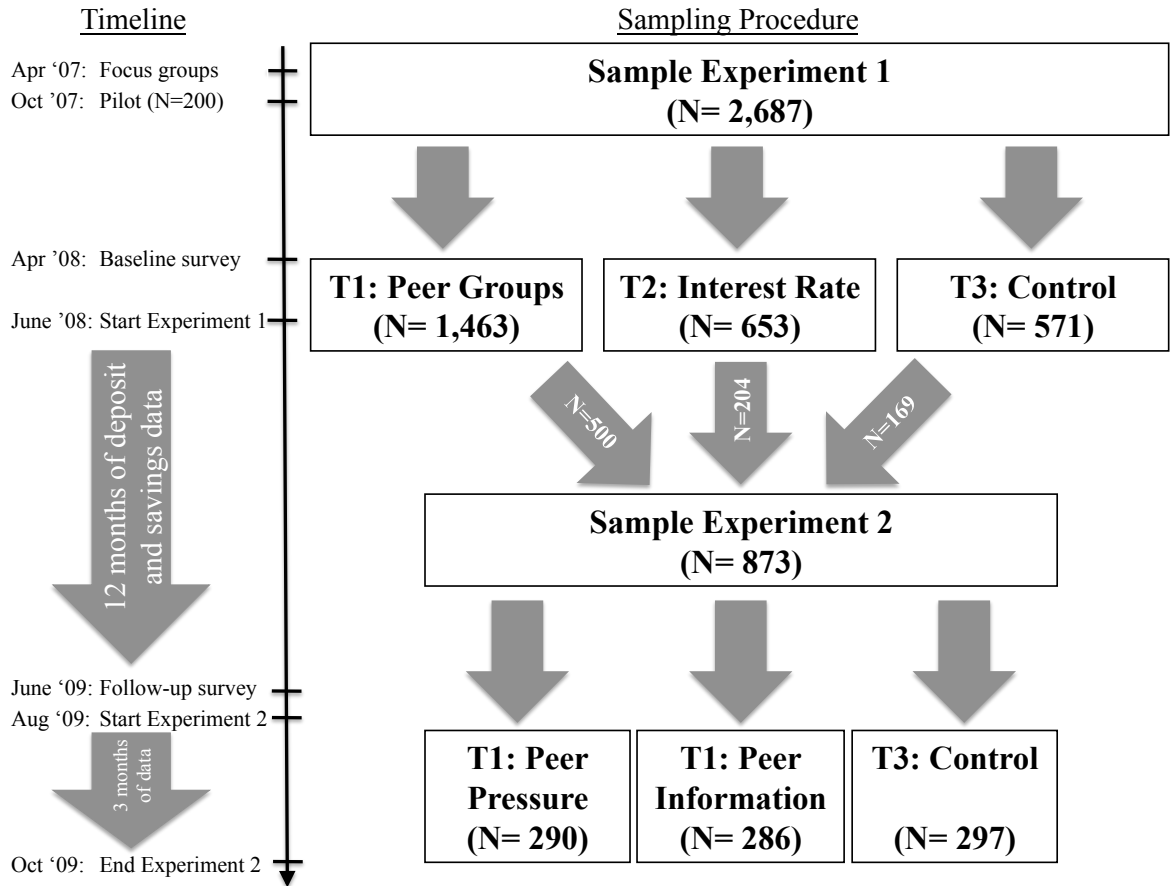 Timeline
Sampling Procedure
Apr ‘07: Focus groups
Oct ’07: Pilot (N=200)
Sample Experiment 1
(N= 2,687)
Apr ’08: Baseline survey
June ‘08: Start Experiment 1
T1: Peer Groups
(N= 1,463)
T2: Interest Rate
(N= 653)
T3: Control
(N= 571)
12 months of deposit
and savings data
N=500
N=204
N=169
Sample Experiment 2
(N= 873)
June ‘09: Follow-up survey
Aug ‘09: Start Experiment 2
3 months
of data
Oct ‘09: End Experiment 2
T1: Peer
Pressure
(N= 290)
T1: Peer
Information
(N= 286)
T3: Control
(N= 297)